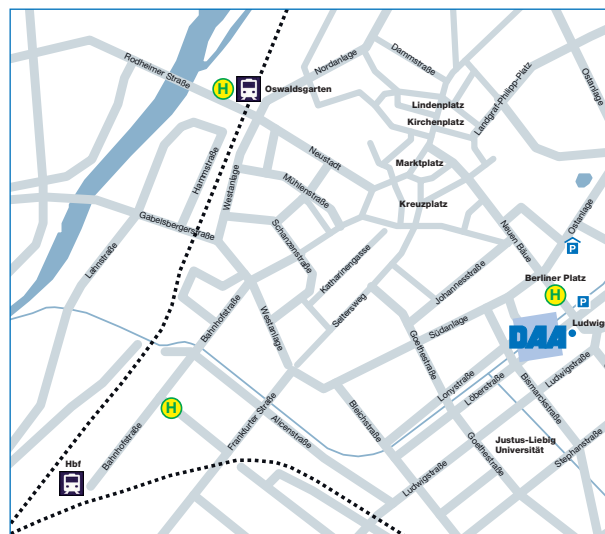 Rodheimer Straße
H
Oswaldsgarten
Nordanlage
Dammstraße
Landgraf-Philipp-Platz
Ostanlage
Lindenplatz
Kirchenplatz
Neustadt
Marktplatz
Hammstraße
Westanlage
Mühlenstraße
Kreuzplatz
Gabelsbergerstraße
Schanzenstraße
Katharinengasse
Neuen Bäue
Ostanlage
P
Lahnstraße
Seltersweg
Johannesstraße
Berliner Platz
H
P
Bahnhofstraße
Westanlage
Goethestraße
Südanlage
DAA
Ludwig
Lonystraße
Löberstraße
Bismarckstraße
Ludwigstraße
H
Bleichstraße
Frankfurter Straße
Alicenstraße
Bahnhofstraße
Hbf
Ludwigstraße
Goethestraße
Justus-Liebig
Universität
Stephanstraße